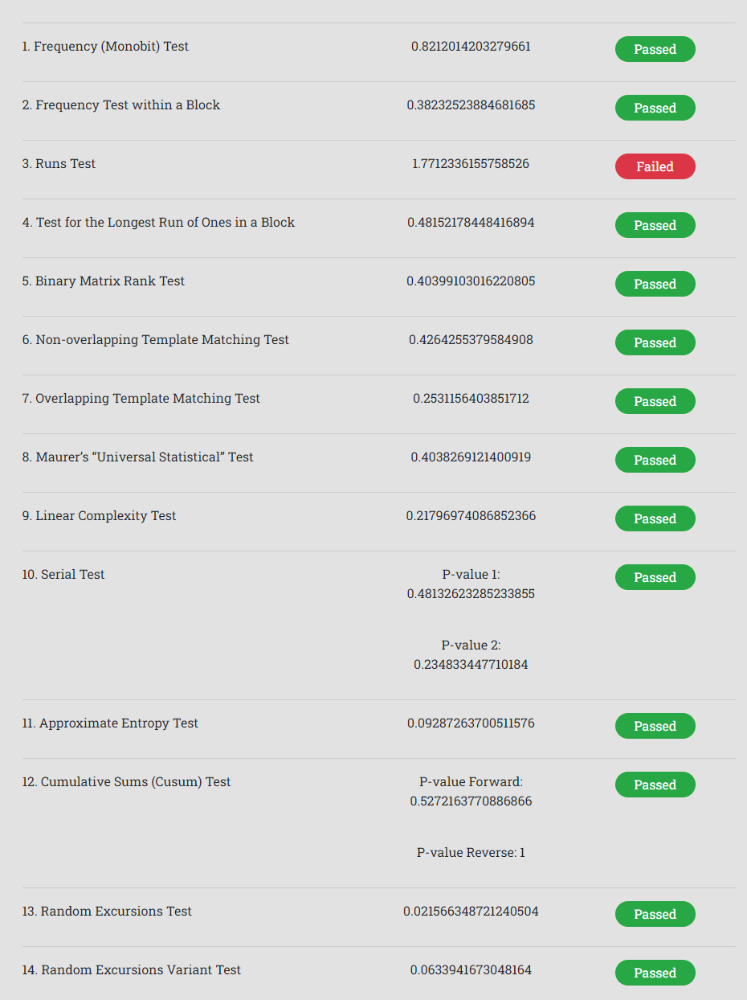 1. Frequency (Monobit) Test 0.8212014203279661 Passed
2. Frequency Test within a Block 0.38232523884681685 Passed
3. Runs Test 1.7712336155758526 Failed
4. Test for the Longest Run of Ones in a Block 0.48152178448416894 Passed
5. Binary Matrix Rank Test 0.40399103016220805 Passed
6. Non-overlapping Template Matching Test 0.4264255379584908 Passed
7. Overlapping Template Matching Test 0.2531156403851712 Passed
8. Maurer’s “Universal Statistical” Test 0.4038269121400919 Passed
9. Linear Complexity Test 0.21796974086852366 Passed
10. Serial Test P-value 1: Passed
0.48132623285233855
P-value 2:
0.234833447710184
11. Approximate Entropy Test 0.09287263700511576 Passed
12. Cumulative Sums (Cusum) Test P-value Forward: Passed
0.5272163770886866
P-value Reverse: 1
13. Random Excursions Test 0.021566348721240504 Passed
14. Random Excursions Variant Test 0.0633941673048164 Passed